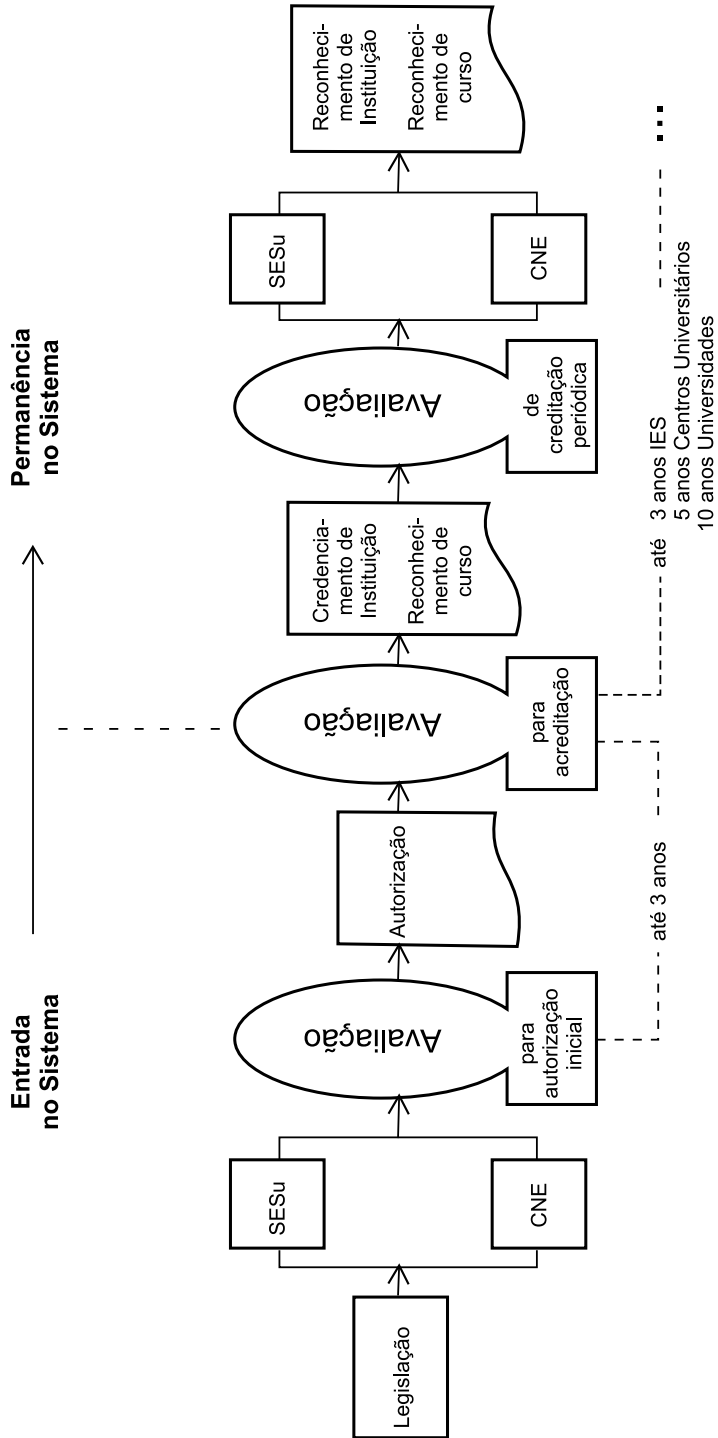 Entrada
no Sistema
Permanência
no Sistema
Legislação
SESu
CNE
Avaliação
para
autorização
inicial
Autorização
Avaliação
para
acreditação
Credencia-
mento de
Instituição
Reconheci-
mento de
curso
Avaliação
de
creditação
periódica
SESu
CNE
Reconheci-
mento de
Instituição
Reconheci-
mento de
curso
até 3 anos
até 3 anos IES
5 anos Centros Universitários
10 anos Universidades
...